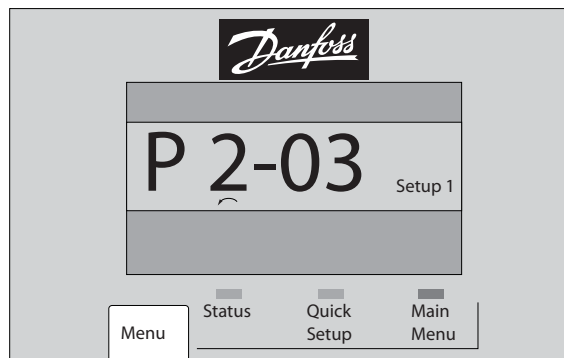 Danfoss
P 2-03
Setup 1
Status
Quick
Setup
Main
Menu
Menu